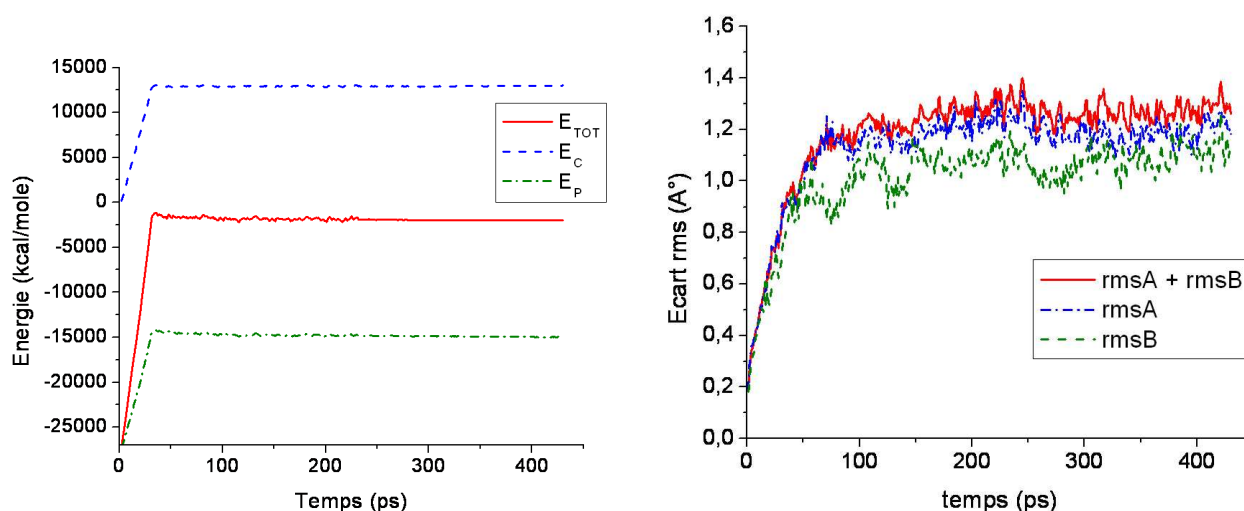 15000
10000
5000
0
-5000
-10000
-15000
-20000
-25000
Energie (kcal/mole)
0 100 200 300 400
Temps (ps)
E_TOT
E_C
E_P
1,6
1,4
1,2
1,0
0,8
0,6
0,4
0,2
0,0
Ecart rms (A°)
0 100 200 300 400
temps (ps)
rmsA + rmsB
rmsA
rmsB